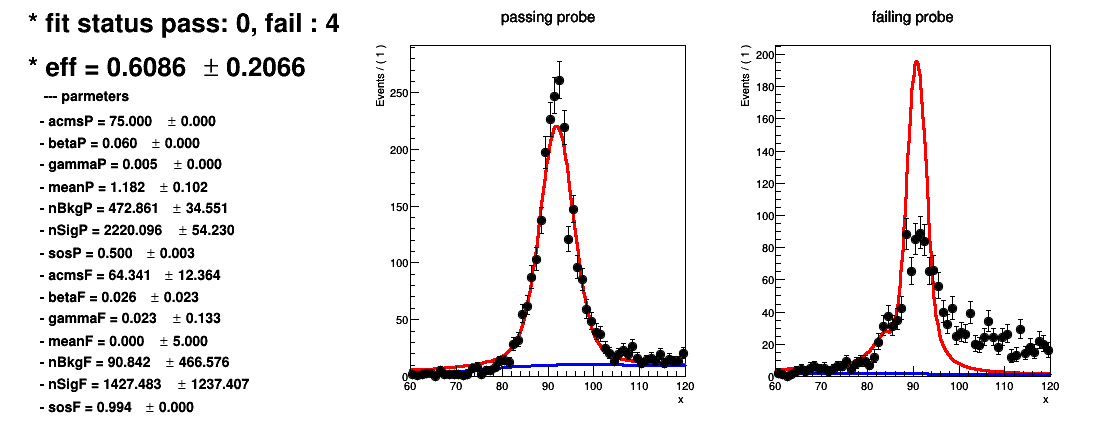 * fit status pass: 0, fail : 4
* eff = 0.6086 ± 0.2066
--- parmeters
- acmsP = 75.000 ± 0.000
- betaP = 0.060 ± 0.000
- gammaP = 0.005 ± 0.000
- meanP = 1.182 ± 0.102
- nBkgP = 472.861 ± 34.551
- nSigP = 2220.096 ± 54.230
- sosP = 0.500 ± 0.003
- acmsF = 64.341 ± 12.364
- betaF = 0.026 ± 0.023
- gammaF = 0.023 ± 0.133
- meanF = 0.000 ± 5.000
- nBkgF = 90.842 ± 466.576
- nSigF = 1427.483 ± 1237.407
- sosF = 0.994 ± 0.000
passing probe
Events / ( 1 )
250
200
150
100
50
0
60 70 80 90 100 110 120
x
failing probe
Events / ( 1 )
200
180
160
140
120
100
80
60
40
20
0
60 70 80 90 100 110 120
x